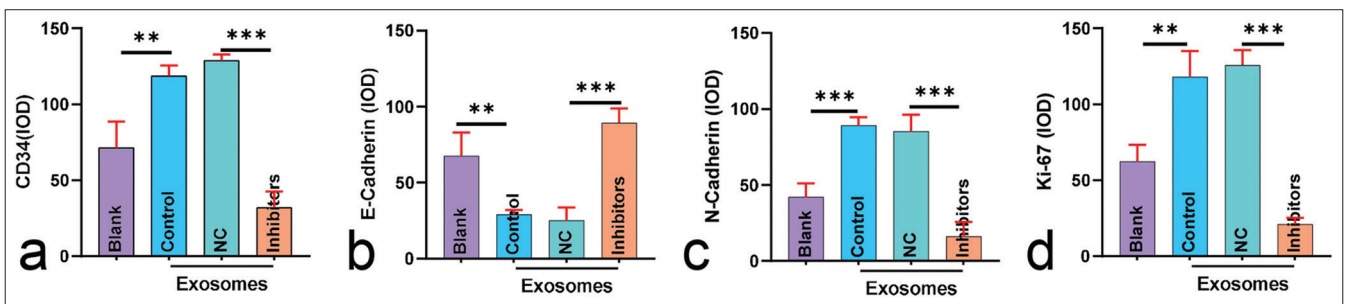 a
CD34(IOD)
150
100
50
0
**
***
Blank
Control
NC
Inhibitors
Exosomes
b
E-Cadherin (IOD)
150
100
50
0
**
***
Blank
Control
NC
Inhibitors
Exosomes
c
N-Cadherin (IOD)
150
100
50
0
***
***
Blank
Control
NC
Inhibitors
Exosomes
d
Ki-67 (IOD)
150
100
50
0
**
***
Blank
Control
NC
Inhibitors
Exosomes